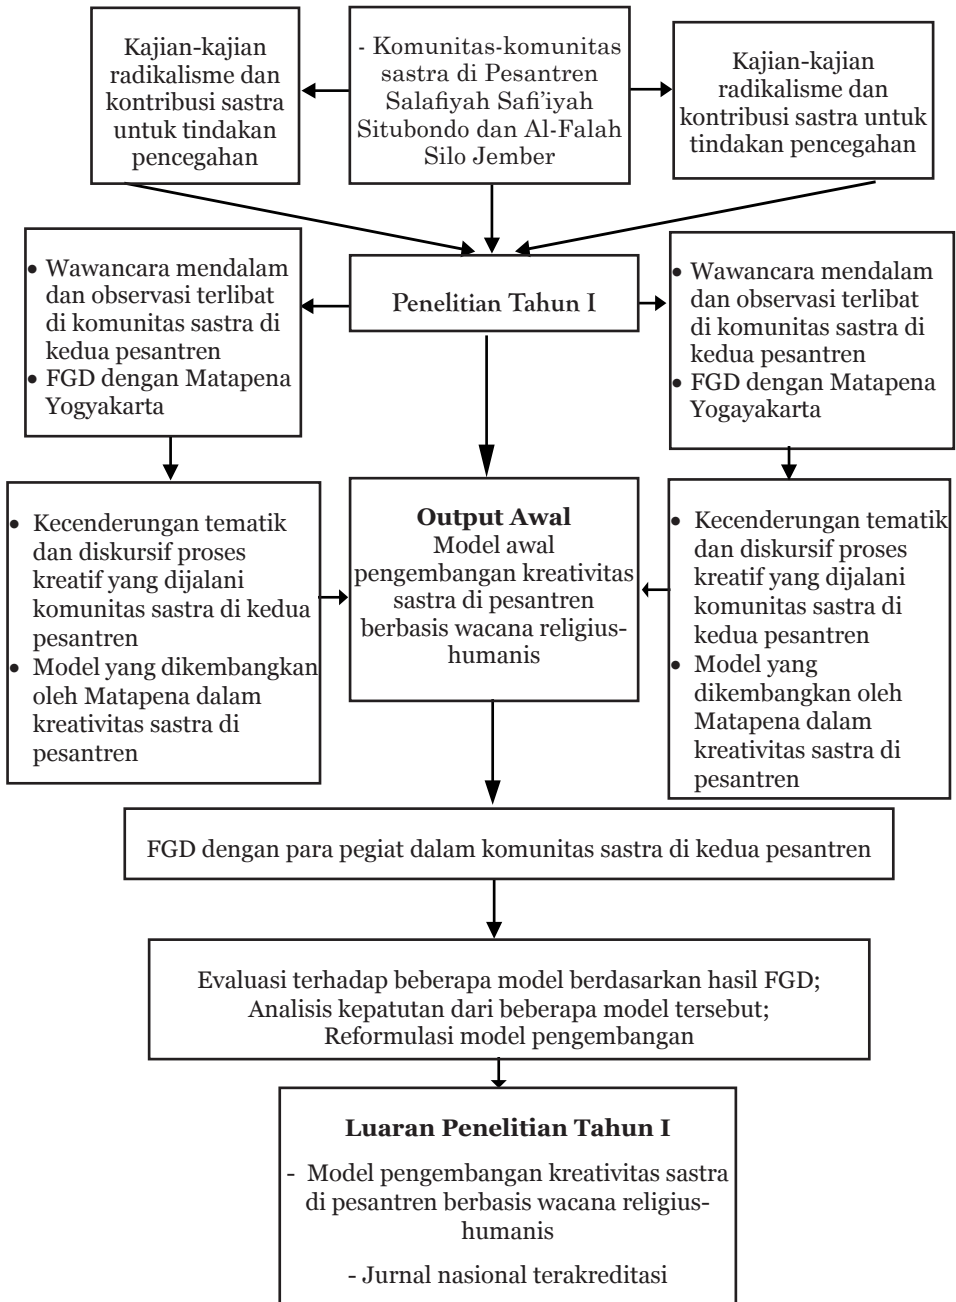 Kajian-kajian
radikalisme dan
kontribusi sastra
untuk tindakan
pencegahan
- Komunitas-komunitas
sastra di Pesantren
Salafiyah Safi'iyah
Situbondo dan Al-Falah
Silo Jember
Kajian-kajian
radikalisme dan
kontribusi sastra untuk
tindakan pencegahan
• Wawancara mendalam
dan observasi terlibat
di komunitas sastra di
kedua pesantren
• FGD dengan Matapena
Yogyakarta
Penelitian Tahun I
• Wawancara mendalam
dan observasi terlibat
di komunitas sastra di
kedua pesantren
• FGD dengan Matapena
Yogayakarta
• Kecenderungan tematik
dan diskursif proses
kreatif yang dijalani
komunitas sastra di kedua
pesantren
• Model yang dikembangkan
oleh Matapena dalam
kreativitas sastra di
pesantren
Output Awal
Model awal
pengembangan kreativitas
sastra di pesantren
berbasis wacana religius-
humanis
• Kecenderungan tematik
dan diskursif proses
kreatif yang dijalani
komunitas sastra di
kedua pesantren
• Model yang
dikembangkan oleh
Matapena dalam
kreativitas sastra di
pesantren
FGD dengan para pegiat dalam komunitas sastra di kedua pesantren
Evaluasi terhadap beberapa model berdasarkan hasil FGD;
Analisis kepatutan dari beberapa model tersebut;
Reformulasi model pengembangan
Luaran Penelitian Tahun I
- Model pengembangan kreativitas sastra
di pesantren berbasis wacana religius-
humanis
- Jurnal nasional terakreditasi